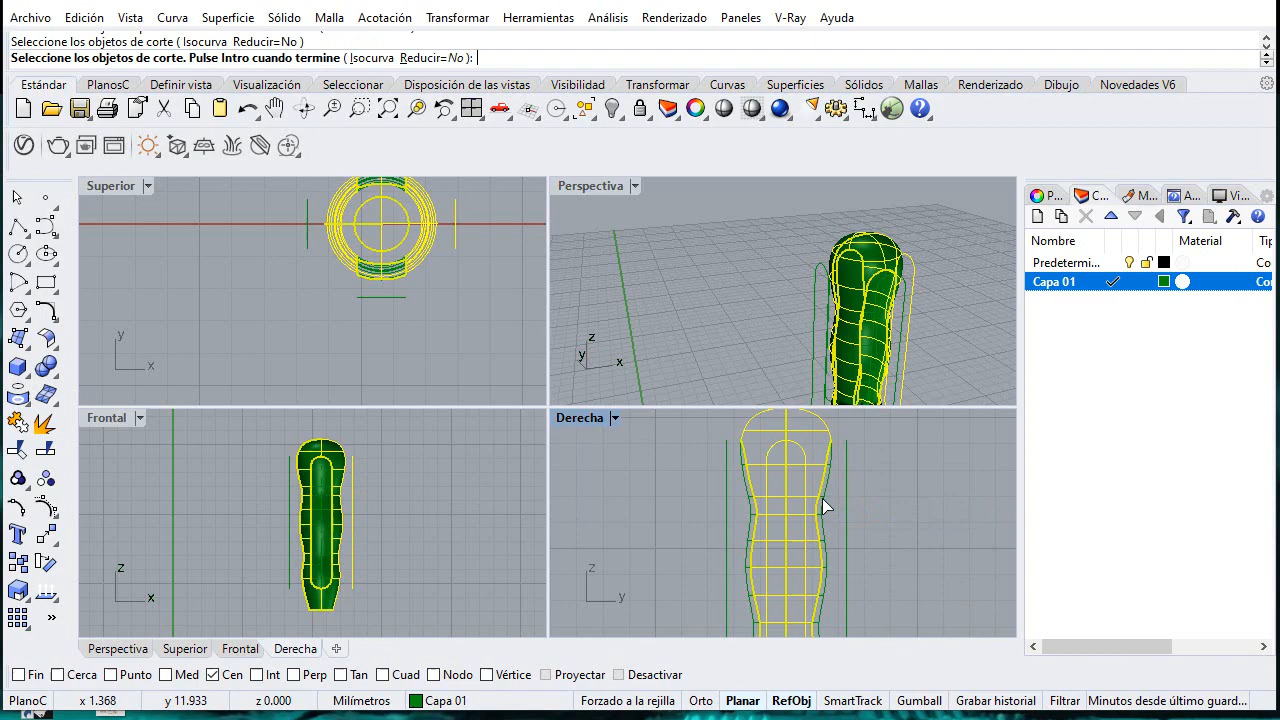 Archivo Edición Vista Curva Superficie Sólido Malla Acotación Transformar Herramientas Análisis Renderizado Paneles V-Ray Ayuda
Seleccione los objetos de corte ( Isocurva Reducir=No )
Seleccione los objetos de corte. Pulse Intro cuando termine ( Isocurva Reducir=No ):
Estándar PlanosC Definir vista Visualización Seleccionar Disposición de las vistas Visibilidad Transformar Curvas Superficies Sólidos Mallas Renderizado Dibujo Novedades V6
Superior
y
x
Perspectiva
z
y
x
P... C... M... A... Vi...
Nombre Material Tip
Predetermi... Co
Capa 01 Cor
Frontal
z
x
Derecha
z
y
Perspectiva Superior Frontal Derecha
Fin Cerca Punto Med Cen Int Perp Tan Cuad Nodo Vértice Proyectar Desactivar
PlanoC x 1.368 y 11.933 z 0.000 Milímetros Capa 01 Forzado a la rejilla Orto Planar RefObj SmartTrack Gumball Grabar historial Filtrar Minutos desde último guard...